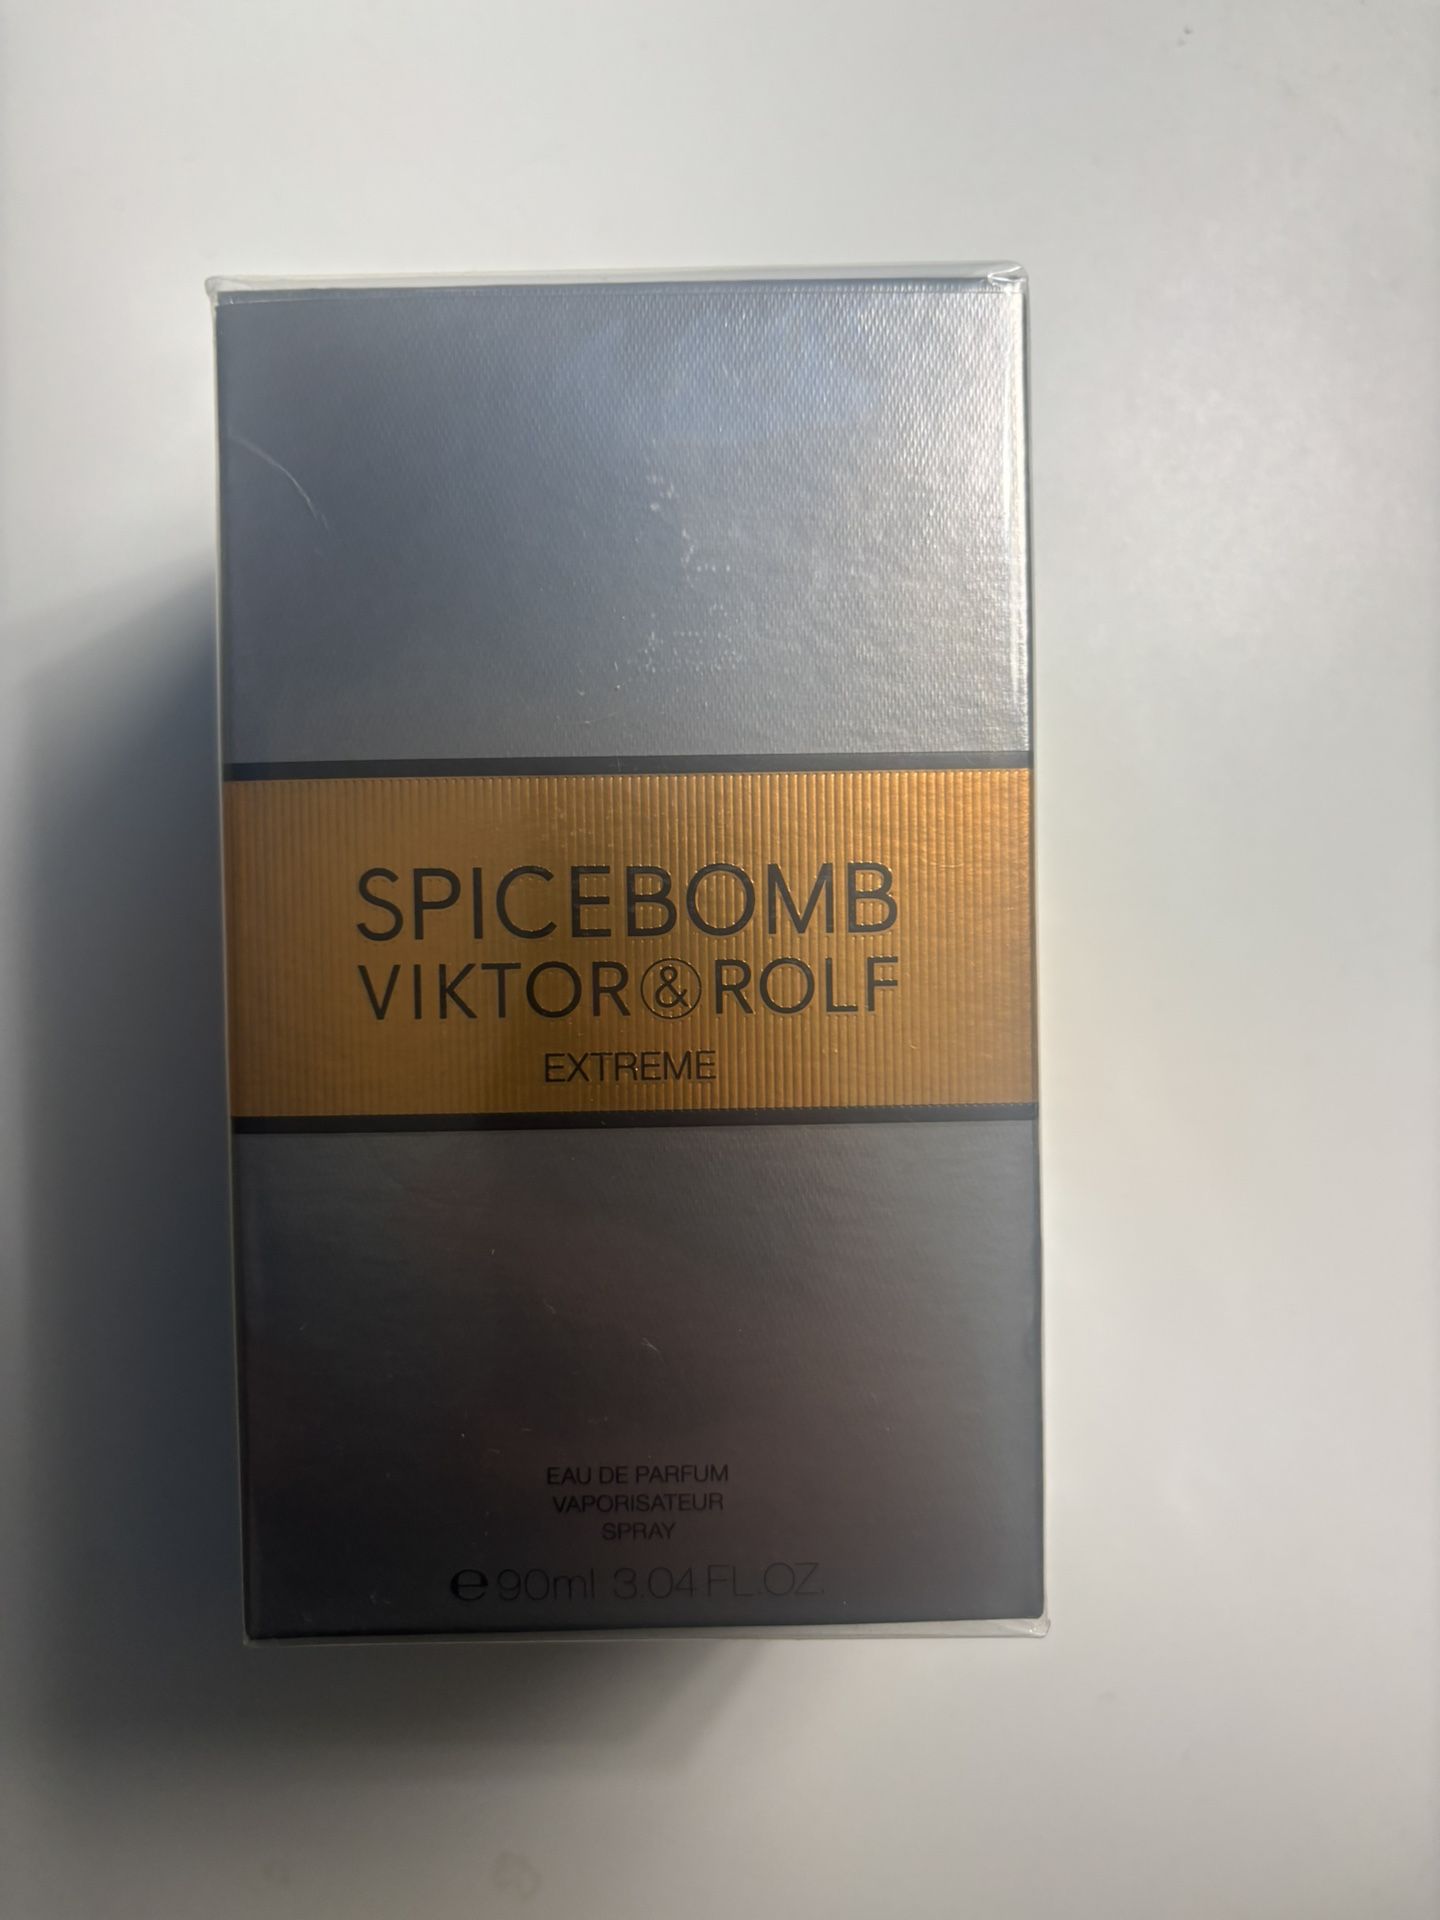 SPICEBOMB
VIKTOR&ROLF
EXTREME
EAU DE PARFUM
VAPORISATEUR
SPRAY
℮90ml 3.04 FL.OZ.